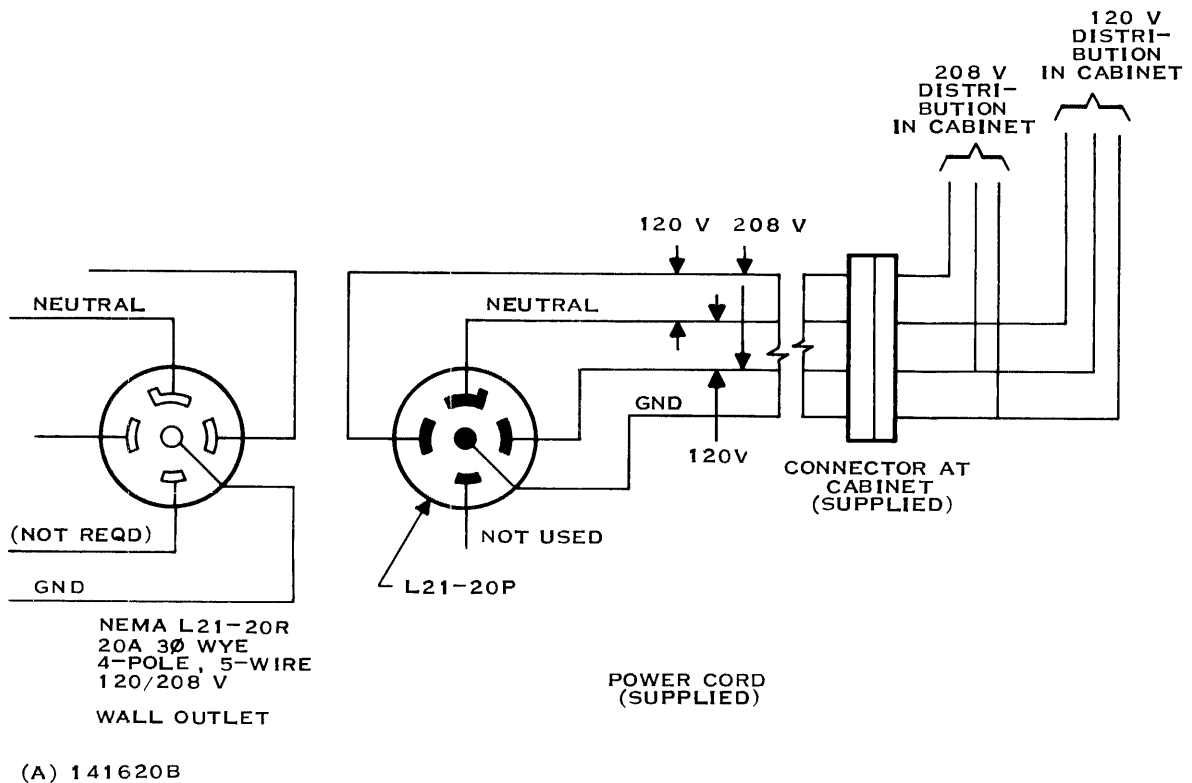 120 V
DISTRI-
BUTION
IN CABINET
208 V
DISTRI-
BUTION
IN CABINET
120 V
208 V
NEUTRAL
NEUTRAL
GND
120V
CONNECTOR AT
CABINET
(SUPPLIED)
(NOT REQD)
NOT USED
GND
L21-20P
NEMA L21-20R
20A 3Ø WYE
4-POLE, 5-WIRE
120/208 V
WALL OUTLET
POWER CORD
(SUPPLIED)
(A) 141620B